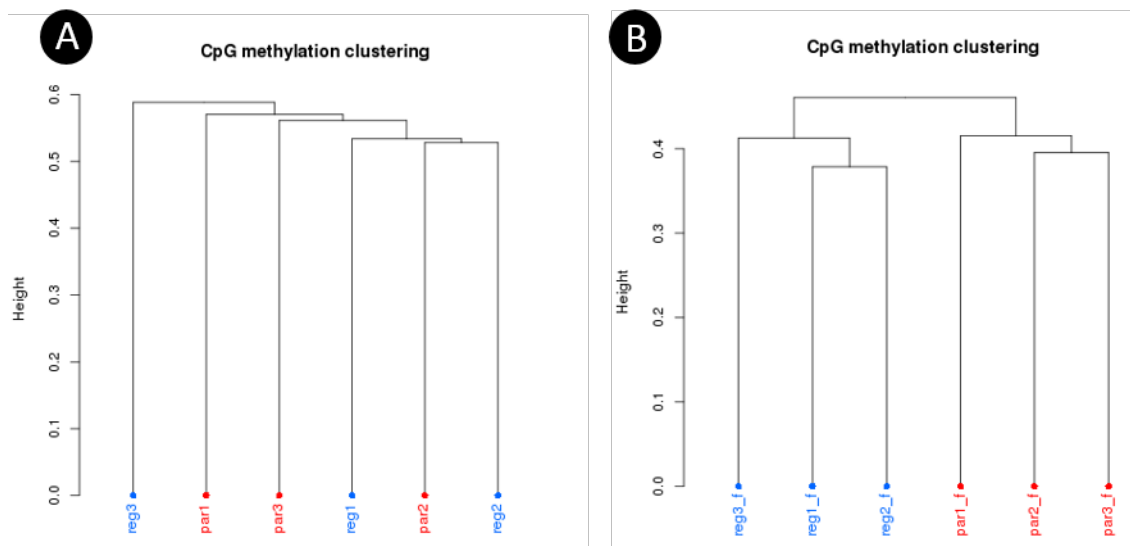 A
CpG methylation clustering
Height
0.0
0.1
0.2
0.3
0.4
0.5
0.6
reg3
par1
par3
reg1
par2
reg2
B
CpG methylation clustering
Height
0.0
0.1
0.2
0.3
0.4
reg3_f
reg1_f
reg2_f
par1_f
par2_f
par3_f